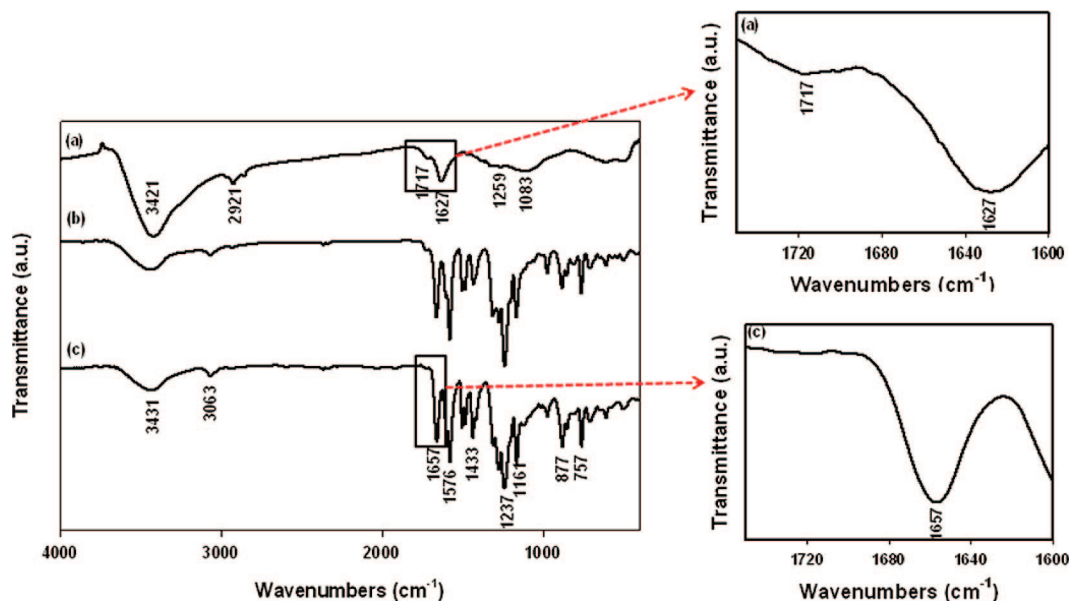 Transmittance (a.u.)
(a)
3421
2921
1717
1627
1259
1083
(b)
(c)
3431
3063
1657
1576
1433
1237
1161
877
757
4000 3000 2000 1000
Wavenumbers (cm-1)
Transmittance (a.u.)
(a)
1717
1627
1720 1680 1640 1600
Wavenumbers (cm-1)
Transmittance (a.u.)
(c)
1657
1720 1680 1640 1600
Wavenumbers (cm-1)